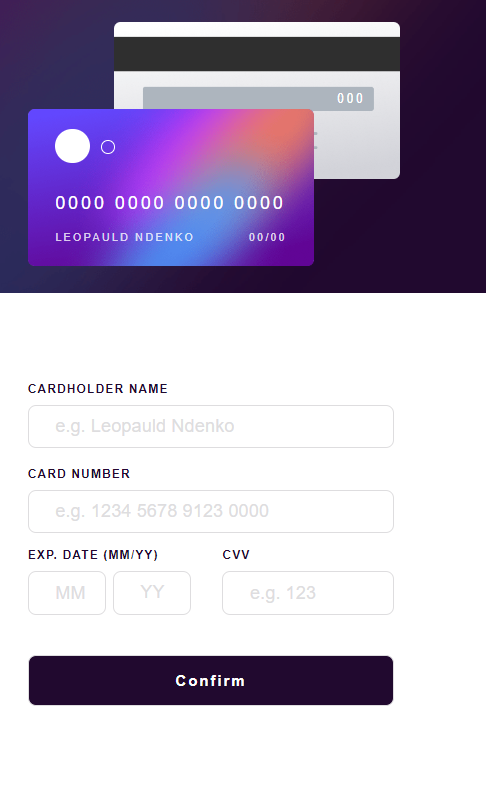 000
0000 0000 0000 0000
LEOPAULD NDENKO 00/00
CARDHOLDER NAME
e.g. Leopauld Ndenko
CARD NUMBER
e.g. 1234 5678 9123 0000
EXP. DATE (MM/YY) CVV
MM YY e.g. 123
Confirm